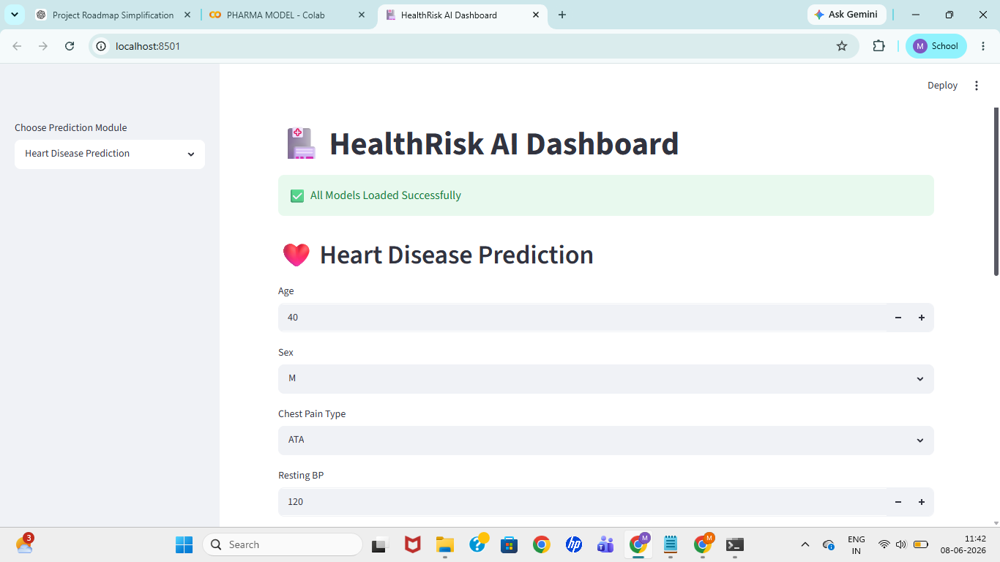 Project Roadmap Simplification
PHARMA MODEL - Colab
HealthRisk AI Dashboard
Ask Gemini
localhost:8501
M
School
Deploy
Choose Prediction Module
Heart Disease Prediction
HealthRisk AI Dashboard
All Models Loaded Successfully
Heart Disease Prediction
Age
40
Sex
M
Chest Pain Type
ATA
Resting BP
120
3
Search
hp
T
M
M
ENG
IN
11:42
08-06-2026